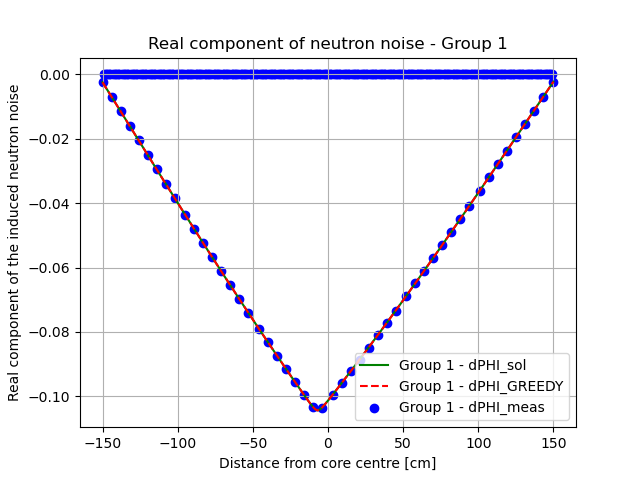 Real component of neutron noise - Group 1
Real component of the induced neutron noise
0.00
−0.02
−0.04
−0.06
−0.08
−0.10
Group 1 - dPHI_sol
Group 1 - dPHI_GREEDY
Group 1 - dPHI_meas
−150
−100
−50
0
50
100
150
Distance from core centre [cm]